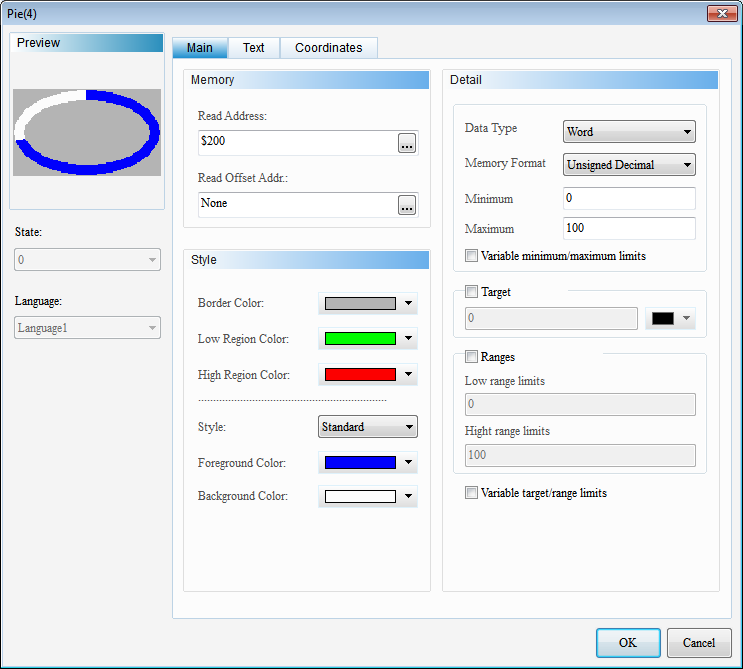 Pie(4)
Preview
State:
0
Language:
Language1
Main Text Coordinates
Memory
Read Address:
$200
...
Read Offset Addr.:
None
...
Style
Border Color:
Low Region Color:
High Region Color:
Style:
Standard
Foreground Color:
Background Color:
Detail
Data Type
Word
Memory Format
Unsigned Decimal
Minimum
0
Maximum
100
Variable minimum/maximum limits
Target
0
Ranges
Low range limits
0
Hight range limits
100
Variable target/range limits
OK
Cancel